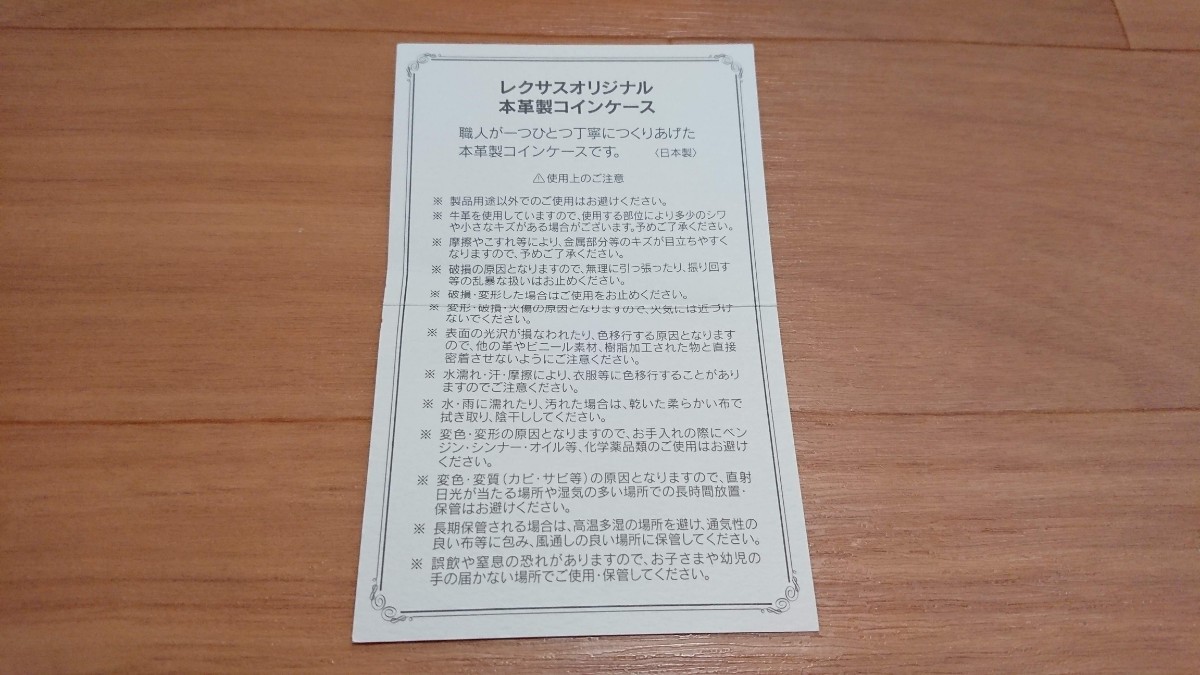 レクサスオリジナル
本革製コインケース
職人が一つひとつ丁寧につくりあげた
本革製コインケースです。 〈日本製〉
⚠使用上のご注意
※ 製品用途以外でのご使用はお避けください。
※ 牛革を使用していますので、使用する部位により多少のシワ
や小さなキズがある場合がございます。予めご了承ください。
※ 摩擦やこすれ等により、金属部分等のキズが目立ちやすく
なりますので、予めご了承ください。
※ 破損の原因となりますので、無理に引っ張ったり、振り回す
等の乱暴な扱いはお止めください。
※ 破損・変形した場合はご使用をお止めください。
※ 変形・破損・火傷の原因となりますので、火気には近づけ
ないでください。
※ 表面の光沢が損なわれたり、色移行する原因となります
ので、他の革やビニール素材、樹脂加工された物と直接
密着させないようにご注意ください。
※ 水濡れ・汗・摩擦により、衣服等に色移行することがあり
ますのでご注意ください。
※ 水・雨に濡れたり、汚れた場合は、乾いた柔らかい布で
拭き取り、陰干ししてください。
※ 変色・変形の原因となりますので、お手入れの際にベン
ジン・シンナー・オイル等、化学薬品類のご使用はお避け
ください。
※ 変色・変質(カビ・サビ等)の原因となりますので、直射
日光が当たる場所や湿気の多い場所での長時間放置・
保管はお避けください。
※ 長期保管される場合は、高温多湿の場所を避け、通気性の
良い布等に包み、風通しの良い場所に保管してください。
※ 誤飲や窒息の恐れがありますので、お子さまや幼児の
手の届かない場所でご使用・保管してください。